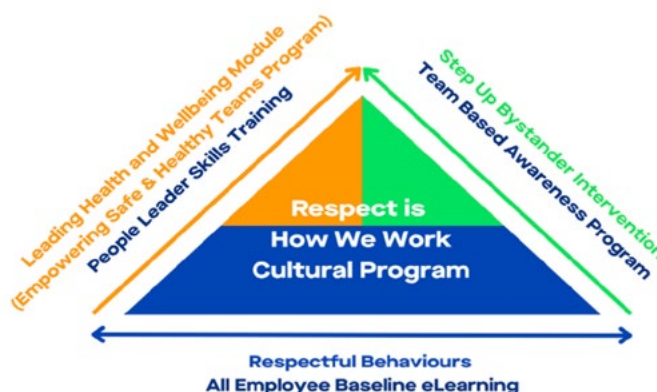 Leading Health and Wellbeing Module
(Empowering Safe & Healthy Teams Program)
People Leader Skills Training
Step Up Bystander Intervention
Team Based Awareness Program
Respect is
How We Work
Cultural Program
Respectful Behaviours
All Employee Baseline eLearning